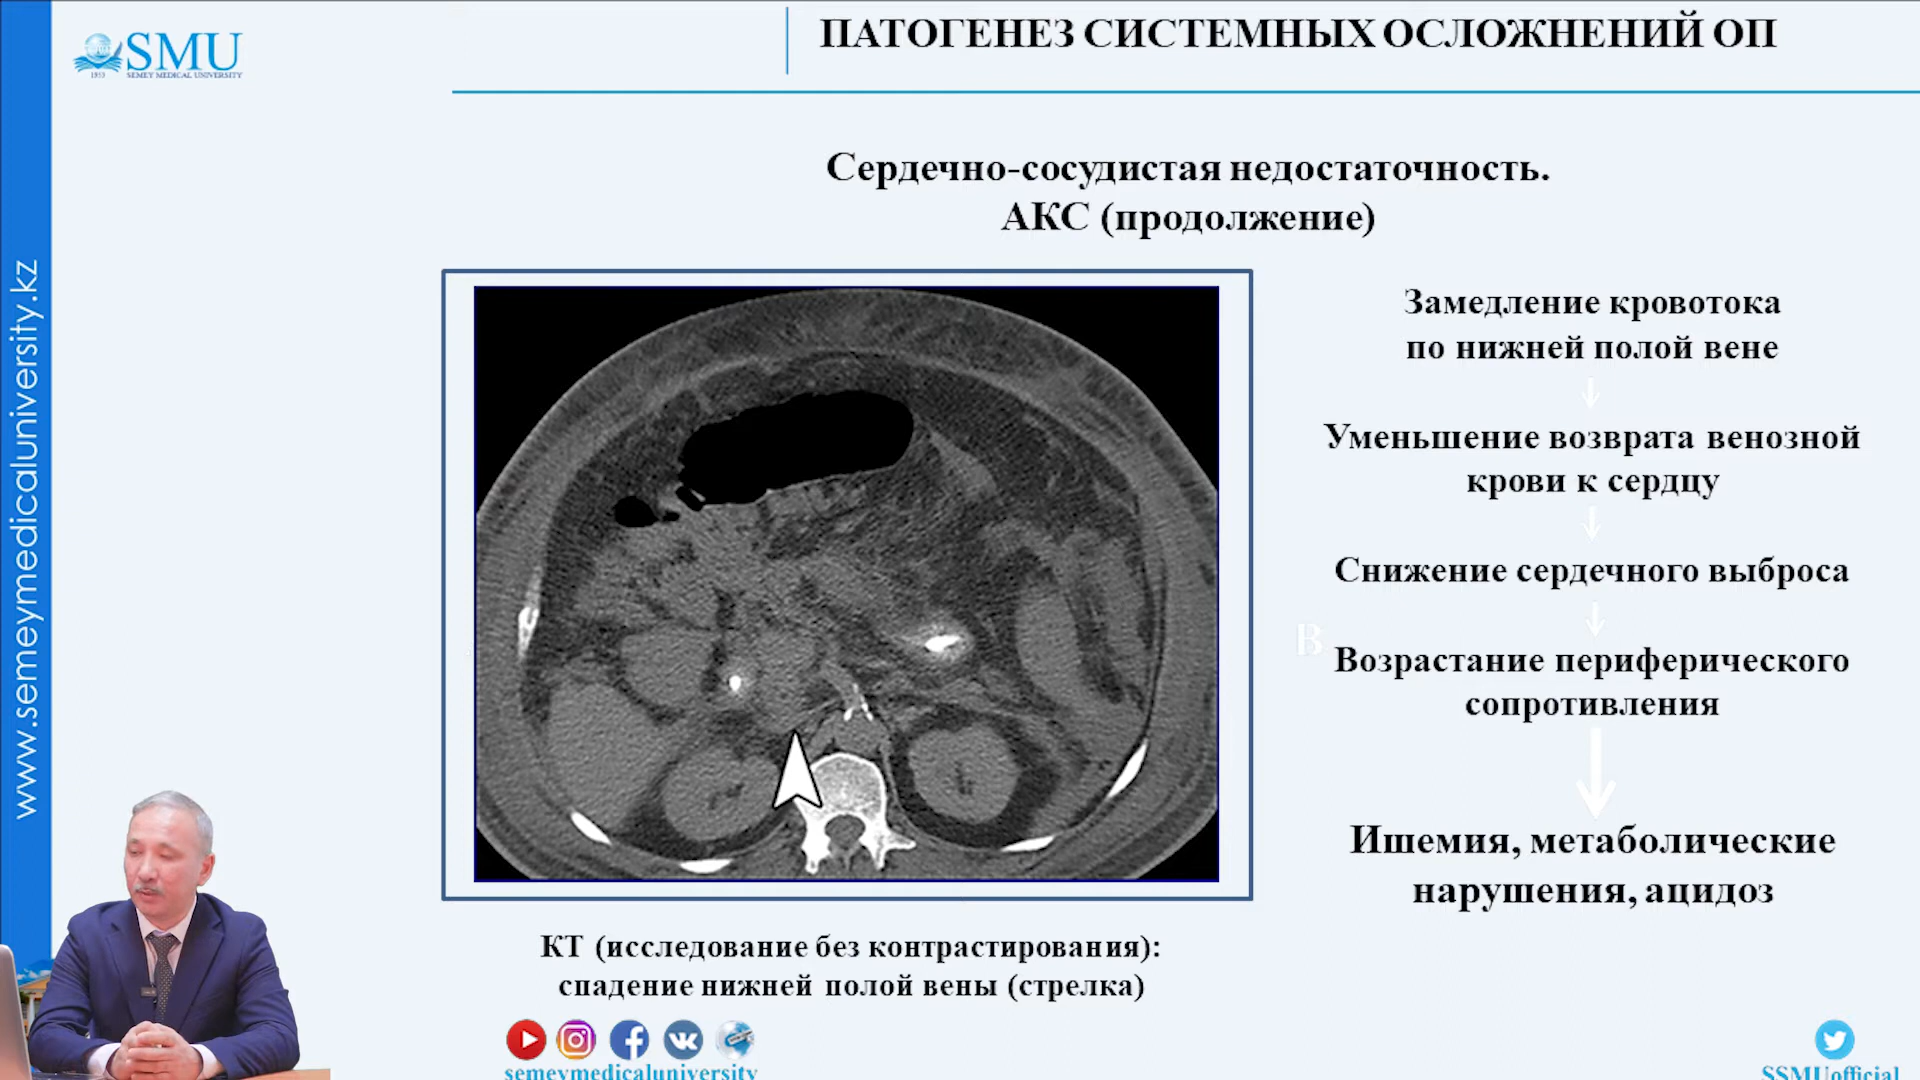 SMU
1953 SEMEY MEDICAL UNIVERSITY
ПАТОГЕНЕЗ СИСТЕМНЫХ ОСЛОЖНЕНИЙ ОП
www.semeymedicaluniversity.kz
Сердечно-сосудистая недостаточность.
АКС (продолжение)
Замедление кровотока
по нижней полой вене
Уменьшение возврата венозной
крови к сердцу
Снижение сердечного выброса
В
Возрастание периферического
сопротивления
Ишемия, метаболические
нарушения, ацидоз
КТ (исследование без контрастирования):
спадение нижней полой вены (стрелка)
semeymedicaluniversity
SSMUofficial